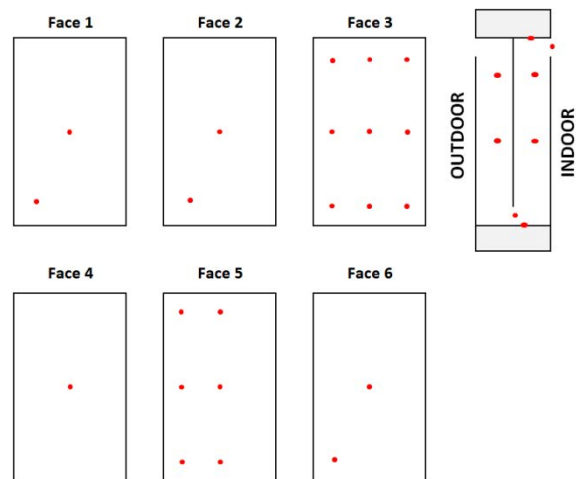 Face 1
Face 2
Face 3
OUTDOOR
INDOOR
Face 4
Face 5
Face 6